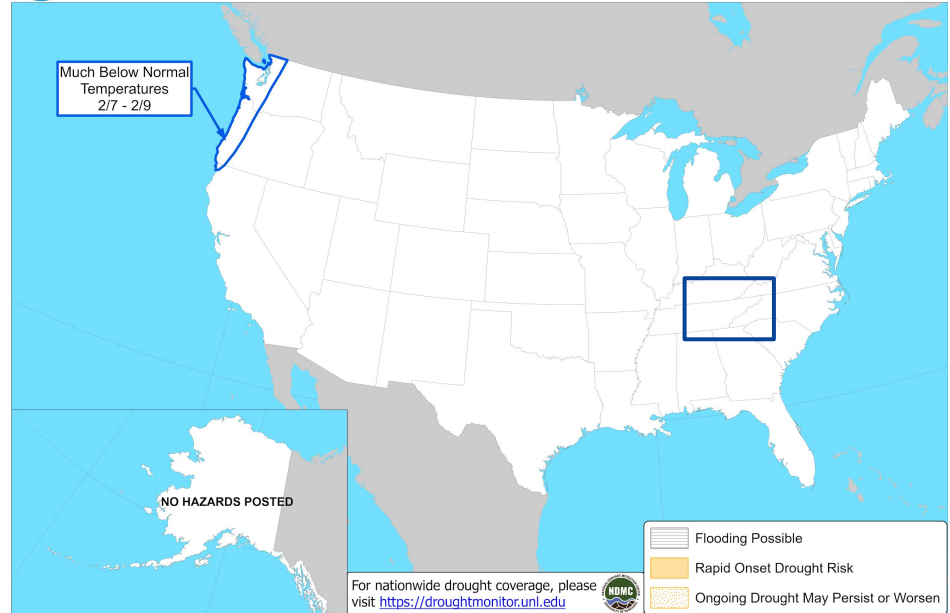 Much Below Normal
Temperatures
2/7 - 2/9
NO HAZARDS POSTED
For nationwide drought coverage, please
visit https://droughtmonitor.unl.edu
NDMC
Flooding Possible
Rapid Onset Drought Risk
Ongoing Drought May Persist or Worsen